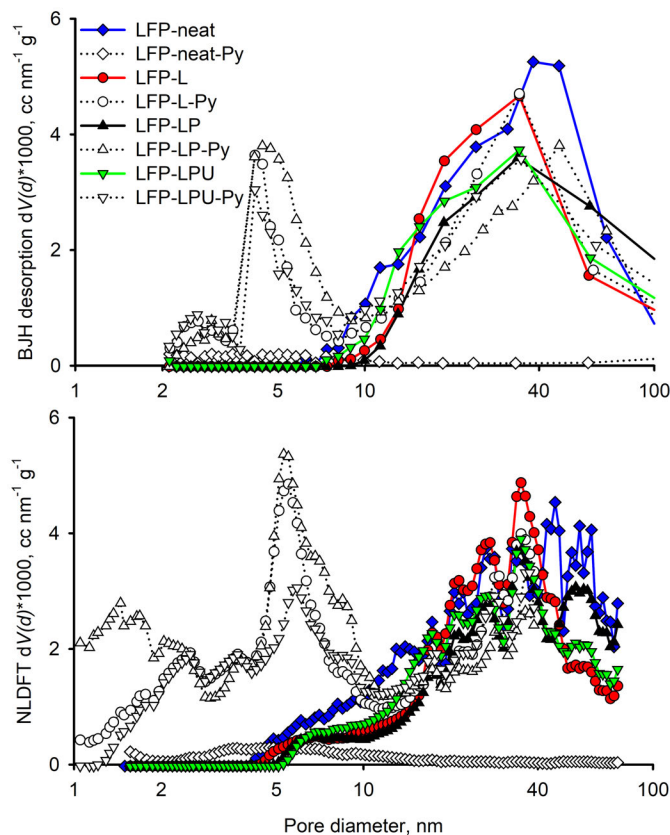 6
4
2
0
BJH desorption dV(d)*1000, cc nm-1 g-1
LFP-neat
LFP-neat-Py
LFP-L
LFP-L-Py
LFP-LP
LFP-LP-Py
LFP-LPU
LFP-LPU-Py
1 2 5 10 40 100
6
4
2
0
NLDFT dV(d)*1000, cc nm-1 g-1
1 2 5 10 40 100
Pore diameter, nm